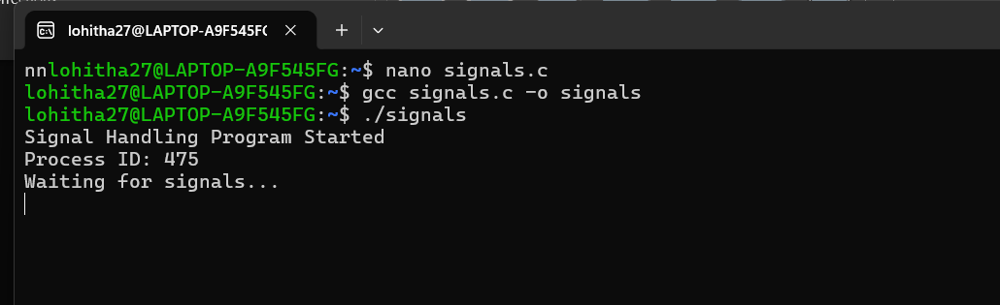 lohitha27@LAPTOP-A9F545F
nnlohitha27@LAPTOP-A9F545FG:~$ nano signals.c
lohitha27@LAPTOP-A9F545FG:~$ gcc signals.c -o signals
lohitha27@LAPTOP-A9F545FG:~$ ./signals
Signal Handling Program Started
Process ID: 475
Waiting for signals...